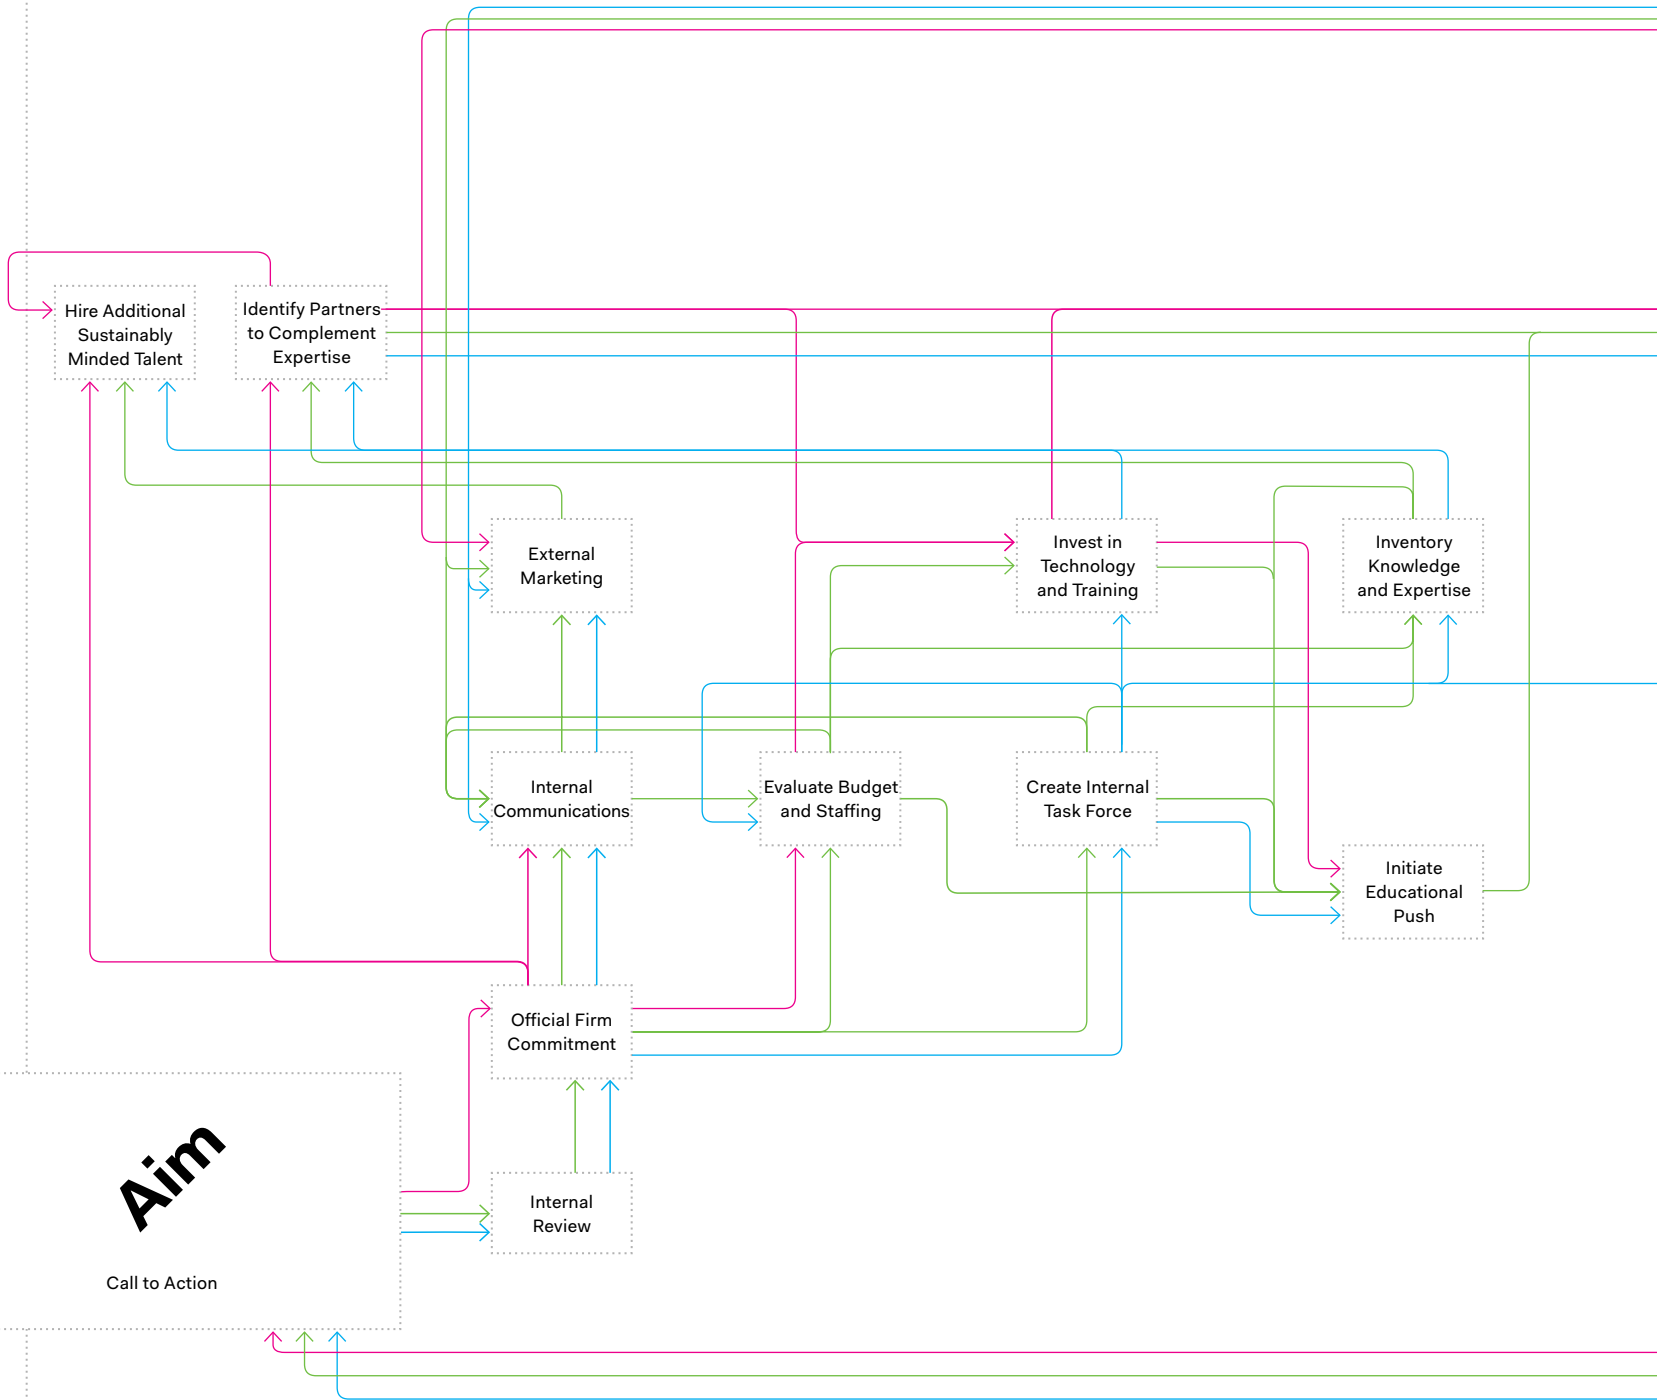 Hire Additional
Sustainably
Minded Talent
Identify Partners
to Complement
Expertise
External
Marketing
Invest in
Technology
and Training
Inventory
Knowledge
and Expertise
Internal
Communications
Evaluate Budget
and Staffing
Create Internal
Task Force
Initiate
Educational
Push
Official Firm
Commitment
Aim
Call to Action
Internal
Review